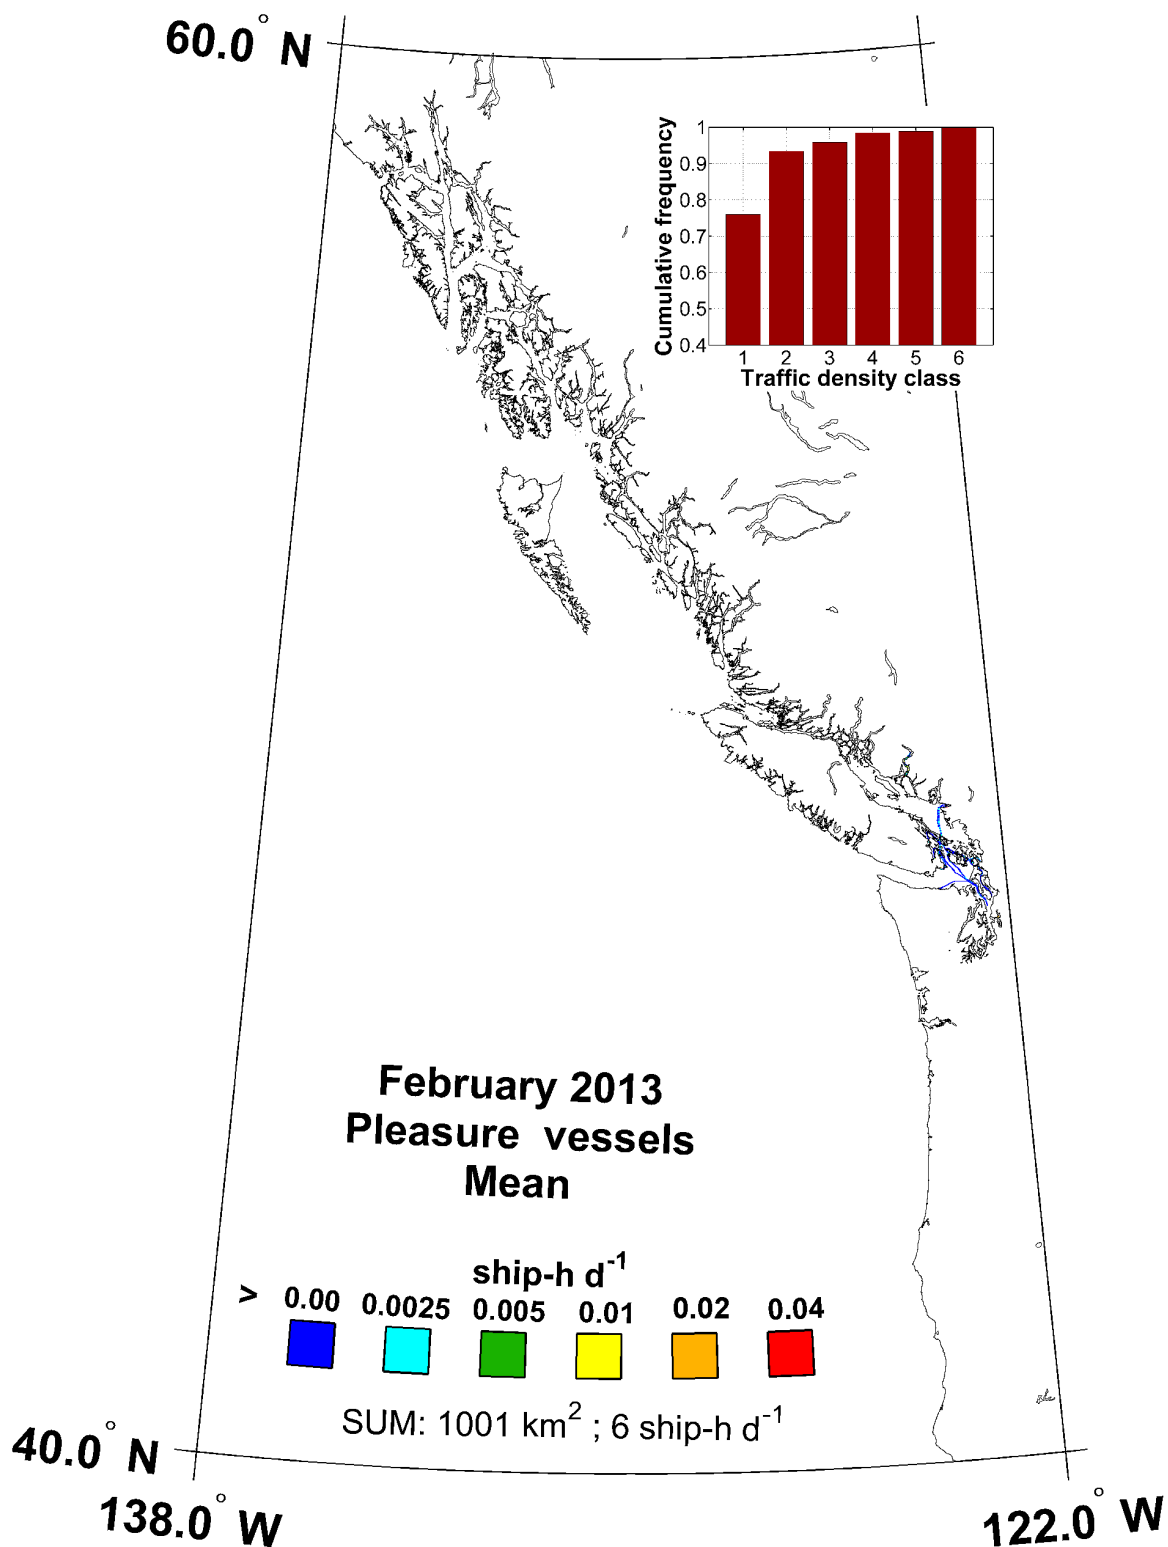 60.0° N
Cumulative frequency
1
0.9
0.8
0.7
0.6
0.5
0.4
1 2 3 4 5 6
Traffic density class
February 2013
Pleasure vessels
Mean
ship-h d⁻¹
> 0.00 0.0025 0.005 0.01 0.02 0.04
SUM: 1001 km² ; 6 ship-h d⁻¹
40.0° N
138.0° W
122.0° W